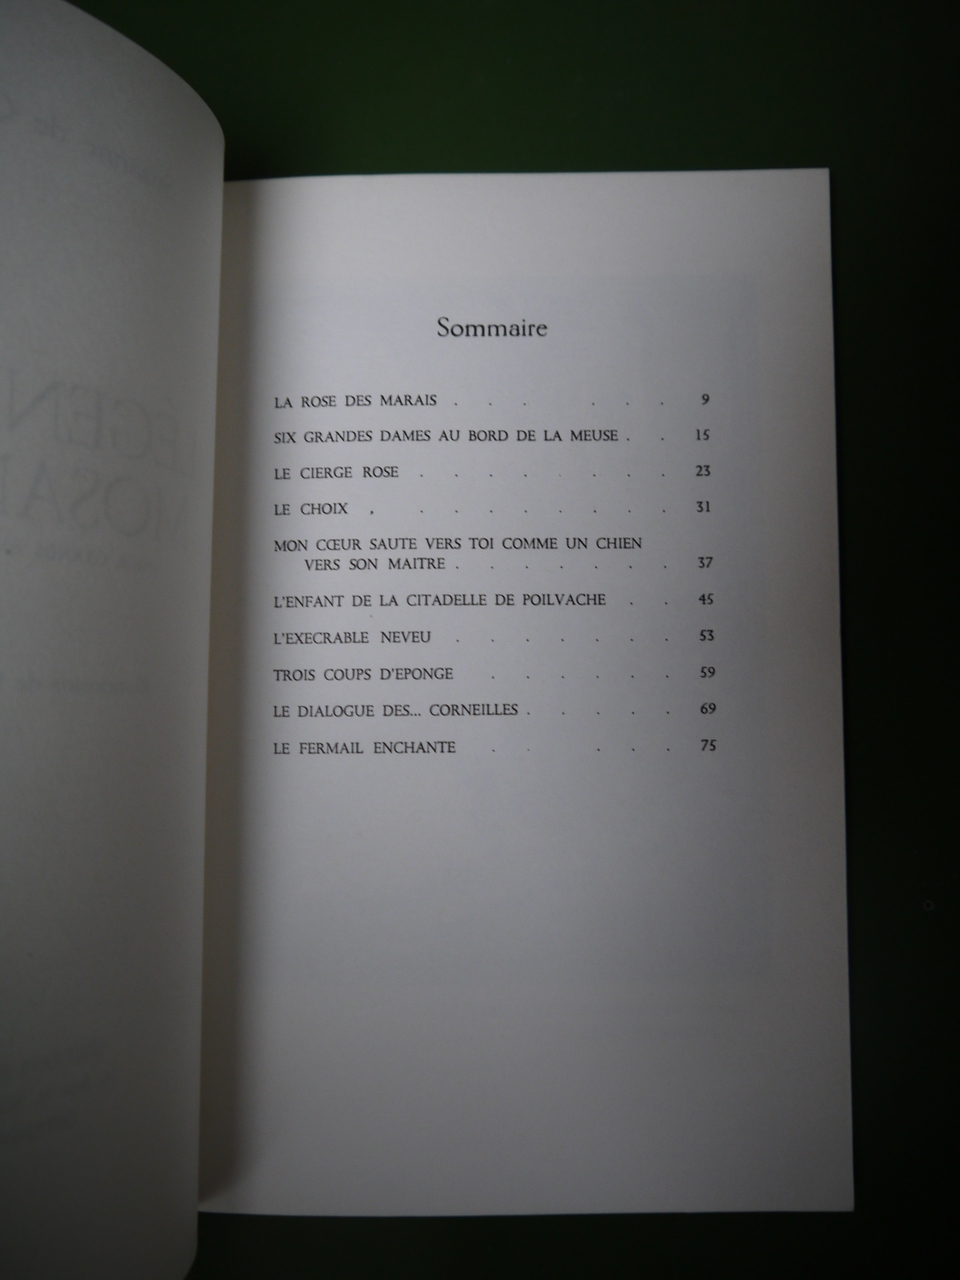 Sommaire
LA ROSE DES MARAIS . . . . . . 9
SIX GRANDES DAMES AU BORD DE LA MEUSE . . 15
LE CIERGE ROSE . . . . . . . . 23
LE CHOIX . . . . . . . . . 31
MON CŒUR SAUTE VERS TOI COMME UN CHIEN
VERS SON MAITRE . . . . . . . 37
L'ENFANT DE LA CITADELLE DE POILVACHE . . 45
L'EXECRABLE NEVEU . . . . . . . 53
TROIS COUPS D'EPONGE . . . . . . 59
LE DIALOGUE DES... CORNEILLES . . . . . 69
LE FERMAIL ENCHANTE . . . . . 75